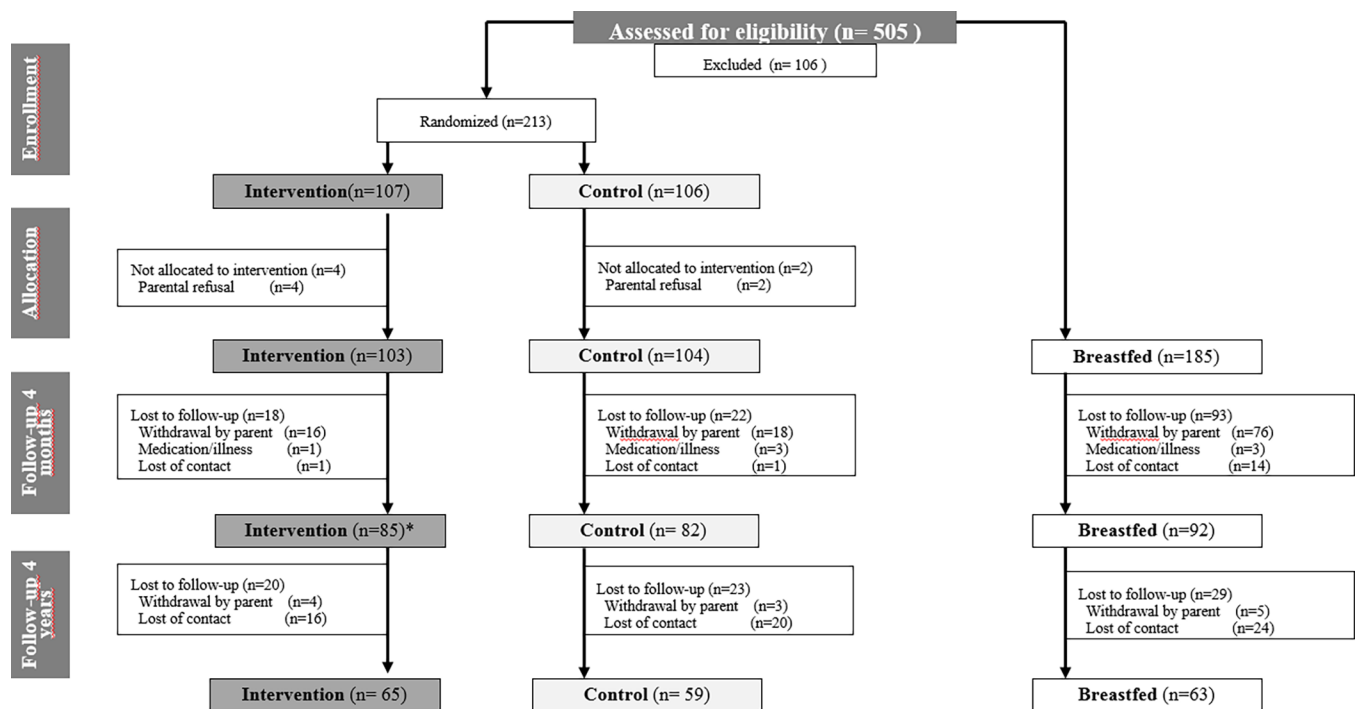 Assessed for eligibility (n= 505 )
Excluded (n= 106 )
Enrollment
Randomized (n=213)
Intervention(n=107)
Control (n=106)
Allocation
Not allocated to intervention (n=4)
Parental refusal (n=4)
Not allocated to intervention (n=2)
Parental refusal (n=2)
Intervention (n=103)
Control (n=104)
Breastfed (n=185)
Follow-up 4
months
Lost to follow-up (n=18)
Withdrawal by parent (n=16)
Medication/illness (n=1)
Lost of contact (n=1)
Lost to follow-up (n=22)
Withdrawal by parent (n=18)
Medication/illness (n=3)
Lost of contact (n=1)
Lost to follow-up (n=93)
Withdrawal by parent (n=76)
Medication/illness (n=3)
Lost of contact (n=14)
Intervention (n=85)*
Control (n= 82)
Breastfed (n=92)
Follow-up 4
years
Lost to follow-up (n=20)
Withdrawal by parent (n=4)
Lost of contact (n=16)
Lost to follow-up (n=23)
Withdrawal by parent (n=3)
Lost of contact (n=20)
Lost to follow-up (n=29)
Withdrawal by parent (n=5)
Lost of contact (n=24)
Intervention (n= 65)
Control (n= 59)
Breastfed (n=63)